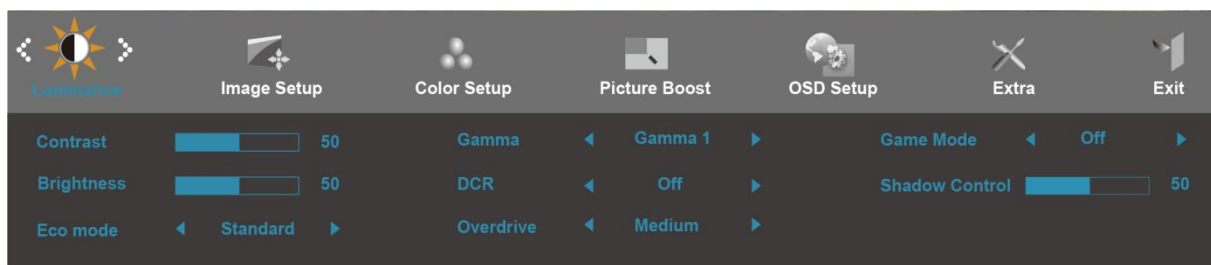 Luminance Image Setup Color Setup Picture Boost OSD Setup Extra Exit
Contrast 50 Gamma Gamma 1 Game Mode Off
Brightness 50 DCR Off Shadow Control 50
Eco mode Standard Overdrive Medium